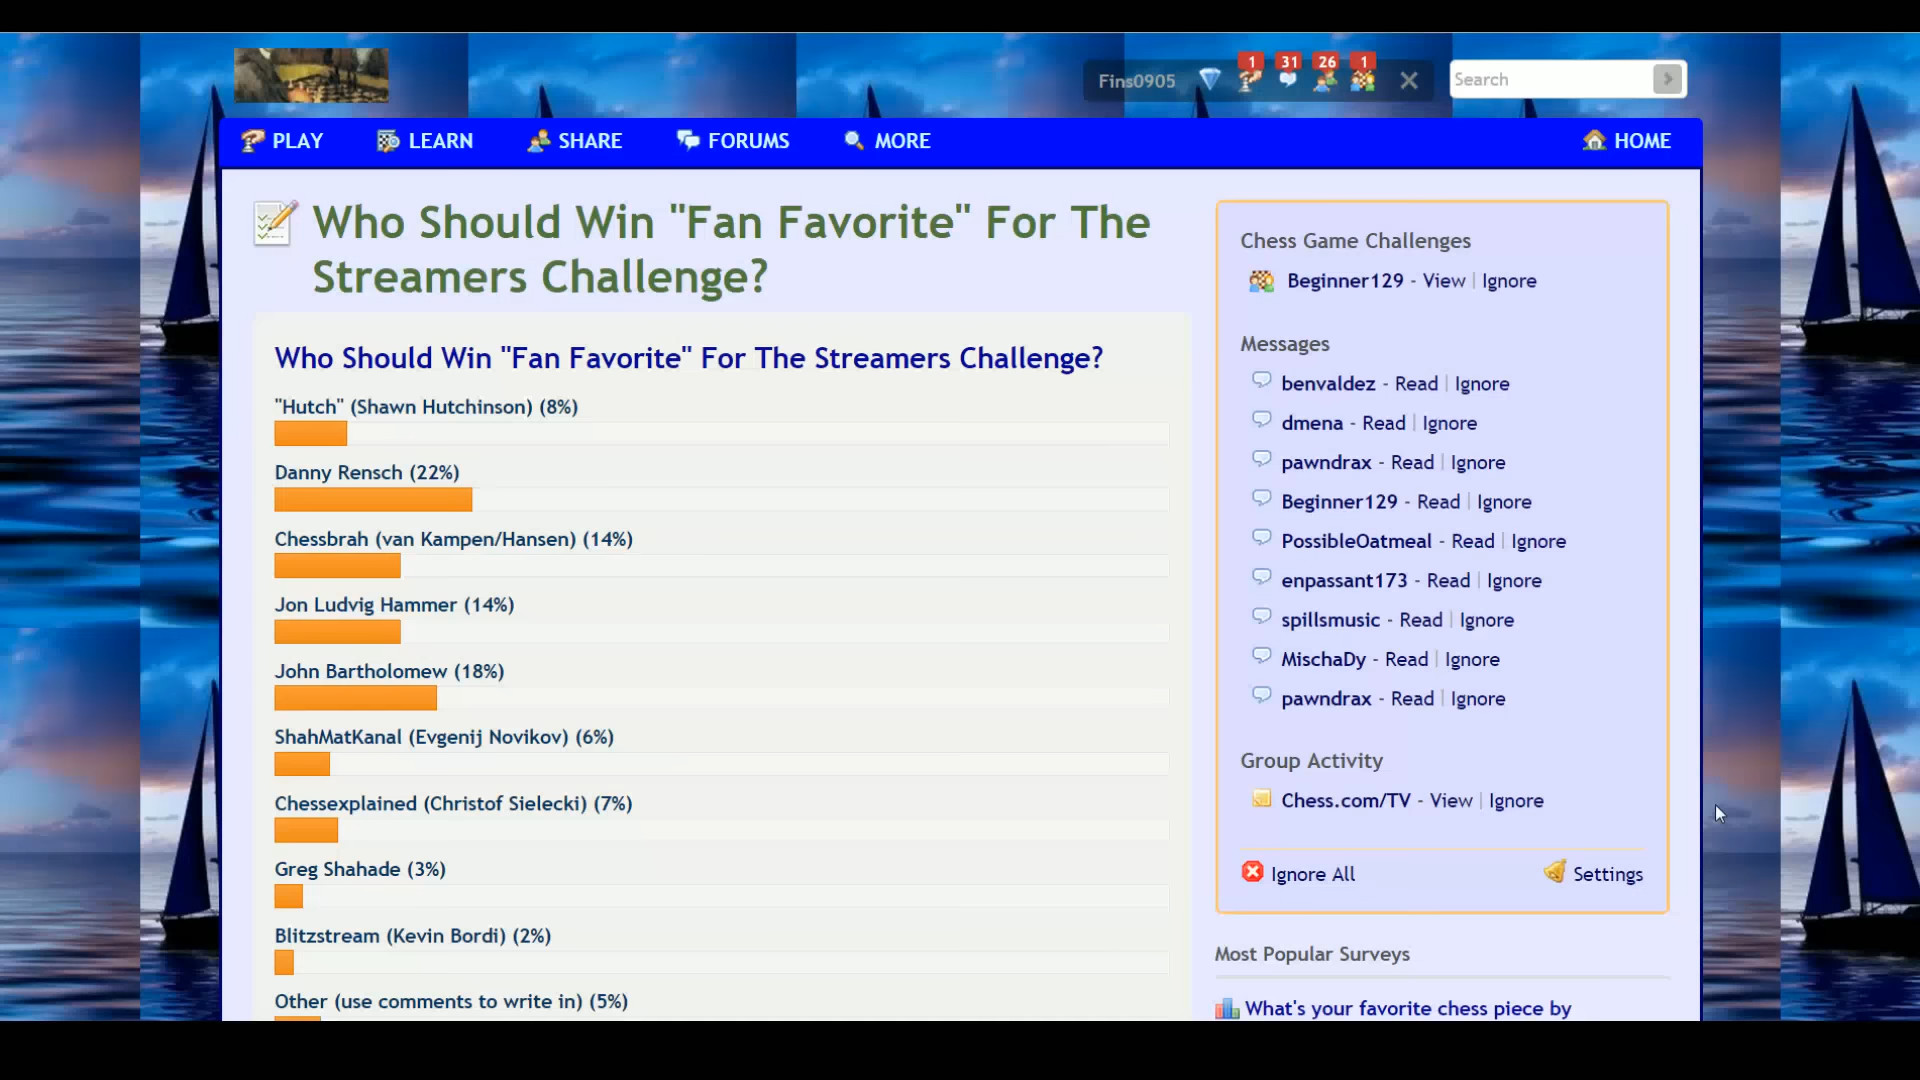 Fins0905
1
31
26
1
Search
PLAY
LEARN
SHARE
FORUMS
MORE
HOME
Who Should Win "Fan Favorite" For The
Streamers Challenge?
Who Should Win "Fan Favorite" For The Streamers Challenge?
"Hutch" (Shawn Hutchinson) (8%)
Danny Rensch (22%)
Chessbrah (van Kampen/Hansen) (14%)
Jon Ludvig Hammer (14%)
John Bartholomew (18%)
ShahMatKanal (Evgenij Novikov) (6%)
Chessexplained (Christof Sielecki) (7%)
Greg Shahade (3%)
Blitzstream (Kevin Bordi) (2%)
Other (use comments to write in) (5%)
Chess Game Challenges
Beginner129 - View | Ignore
Messages
benvaldez - Read | Ignore
dmena - Read | Ignore
pawndrax - Read | Ignore
Beginner129 - Read | Ignore
PossibleOatmeal - Read | Ignore
enpassant173 - Read | Ignore
spillsmusic - Read | Ignore
MischaDy - Read | Ignore
pawndrax - Read | Ignore
Group Activity
Chess.com/TV - View | Ignore
Ignore All
Settings
Most Popular Surveys
What's your favorite chess piece by